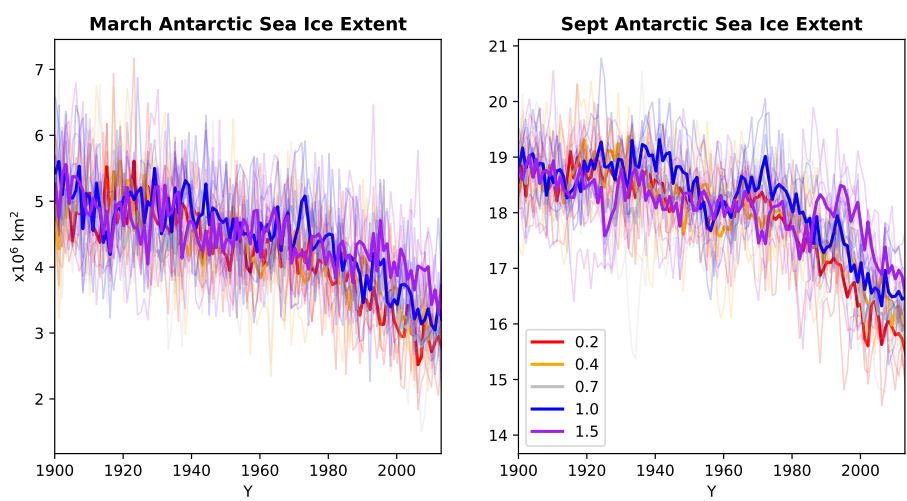 March Antarctic Sea Ice Extent
x10⁶ km²
7
6
5
4
3
2
1900 1920 1940 1960 1980 2000
Y
Sept Antarctic Sea Ice Extent
21
20
19
18
17
16
15
14
0.2
0.4
0.7
1.0
1.5
1900 1920 1940 1960 1980 2000
Y